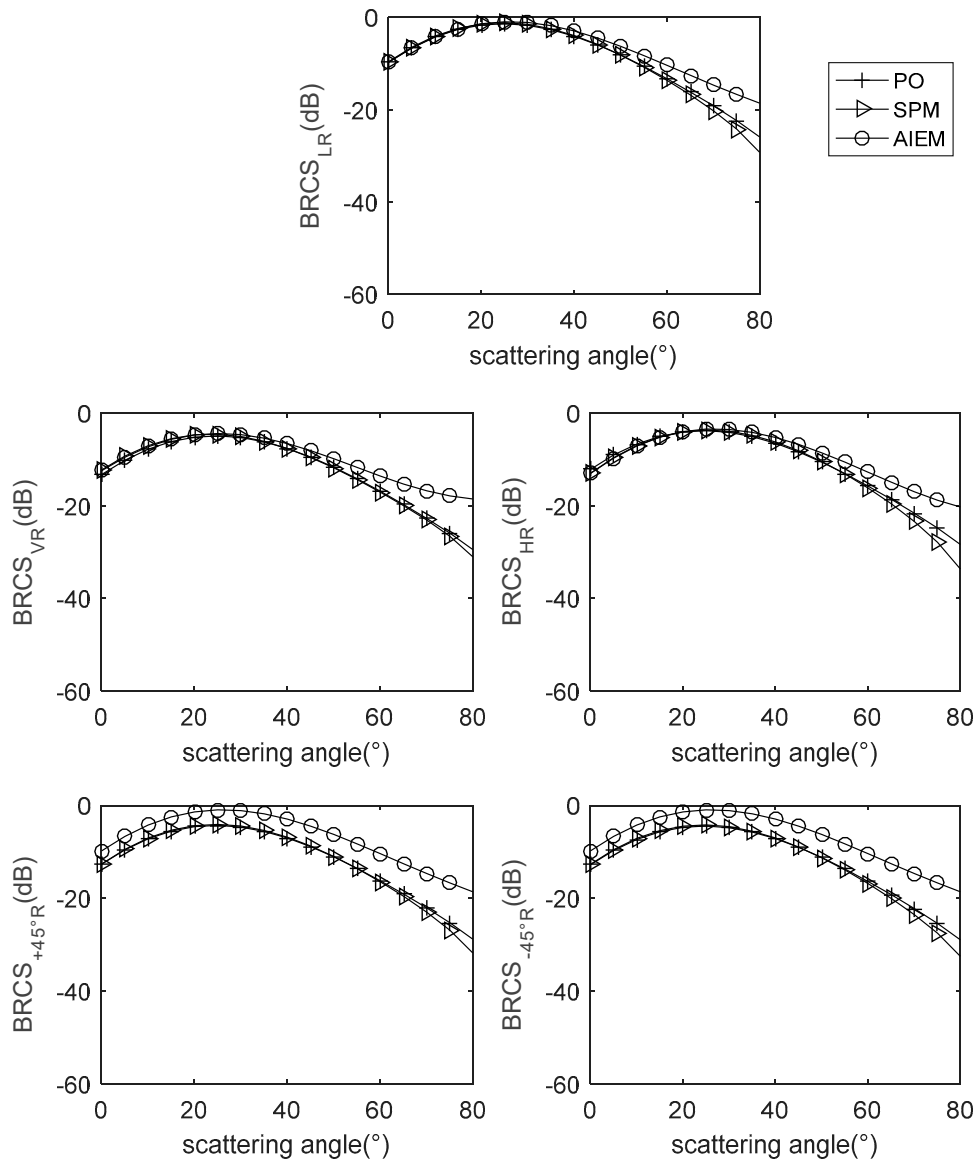 0
-20
-40
-60
0 20 40 60 80
BRCS_LR(dB)
scattering angle(°)
PO
SPM
AIEM
0
-20
-40
-60
0 20 40 60 80
BRCS_VR(dB)
scattering angle(°)
0
-20
-40
-60
0 20 40 60 80
BRCS_HR(dB)
scattering angle(°)
0
-20
-40
-60
0 20 40 60 80
BRCS_+45°R(dB)
scattering angle(°)
0
-20
-40
-60
0 20 40 60 80
BRCS_-45°R(dB)
scattering angle(°)